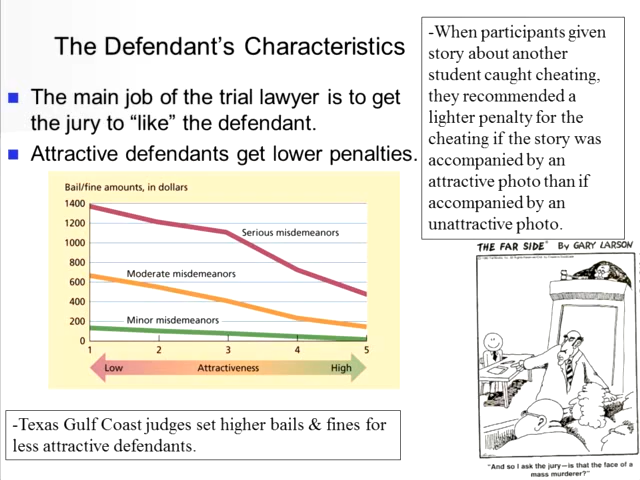 The Defendant's Characteristics
The main job of the trial lawyer is to get
the jury to “like” the defendant.
Attractive defendants get lower penalties.
Bail/fine amounts, in dollars
1400
1200
1000
800
600
400
200
0
Serious misdemeanors
Moderate misdemeanors
Minor misdemeanors
1 2 3 4 5
Low Attractiveness High
-Texas Gulf Coast judges set higher bails & fines for
less attractive defendants.
-When participants given
story about another
student caught cheating,
they recommended a
lighter penalty for the
cheating if the story was
accompanied by an
attractive photo than if
accompanied by an
unattractive photo.
THE FAR SIDE® By GARY LARSON
"And so I ask the jury—is that the face of a
mass murderer?"